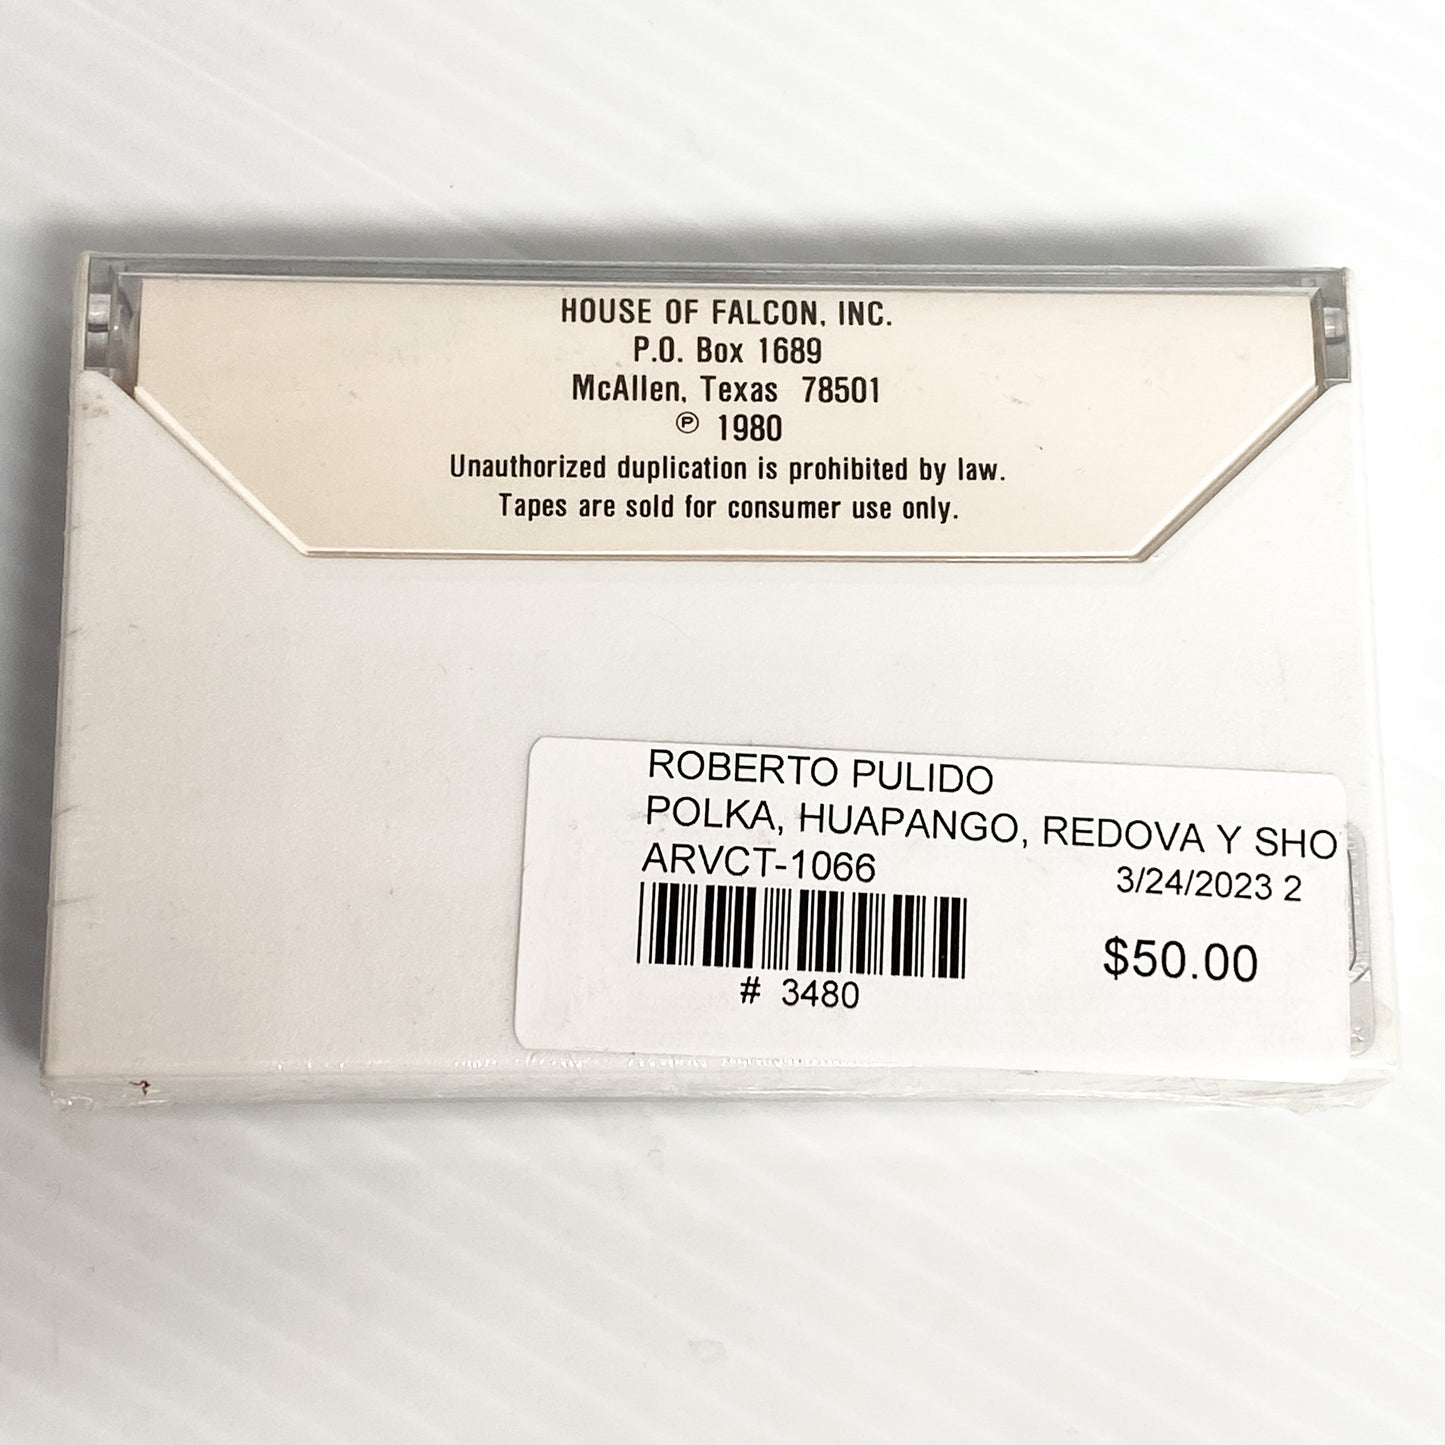 HOUSE OF FALCON, INC.
P.O. Box 1689
McAllen, Texas 78501
℗ 1980
Unauthorized duplication is prohibited by law.
Tapes are sold for consumer use only.
ROBERTO PULIDO
POLKA, HUAPANGO, REDOVA Y SHO
ARVCT-1066
3/24/2023 2
$50.00
# 3480